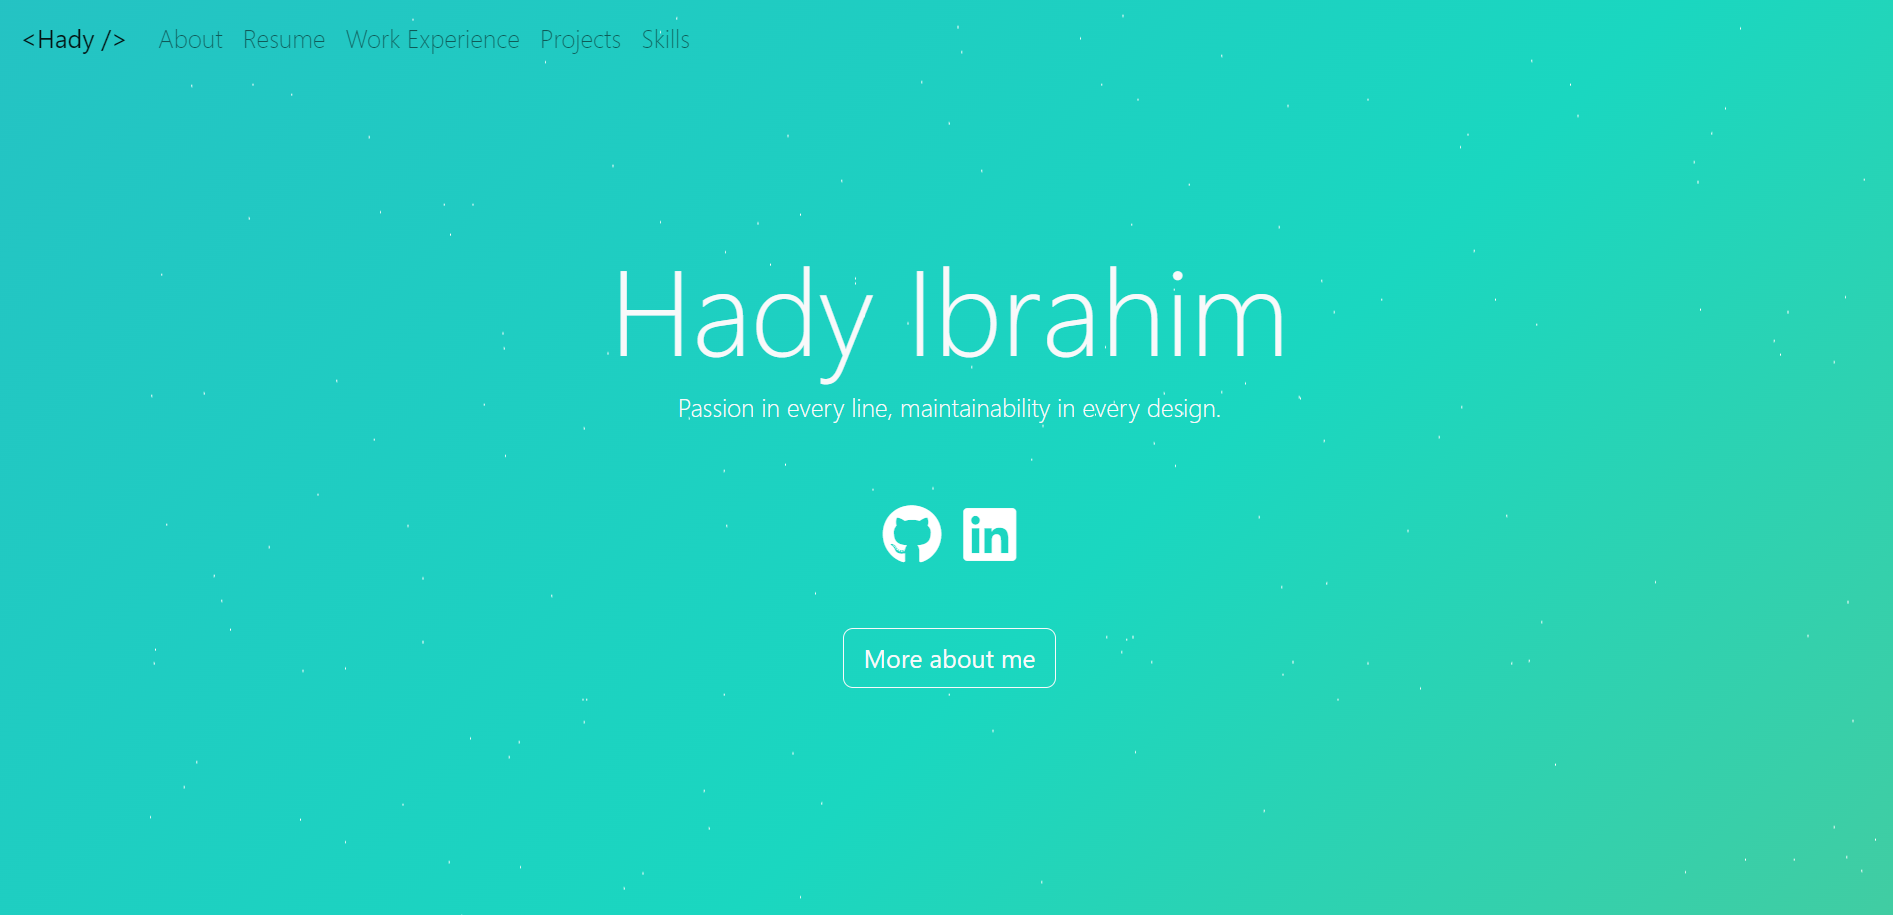 <Hady /> About Resume Work Experience Projects Skills
Hady Ibrahim
Passion in every line, maintainability in every design.
in
More about me